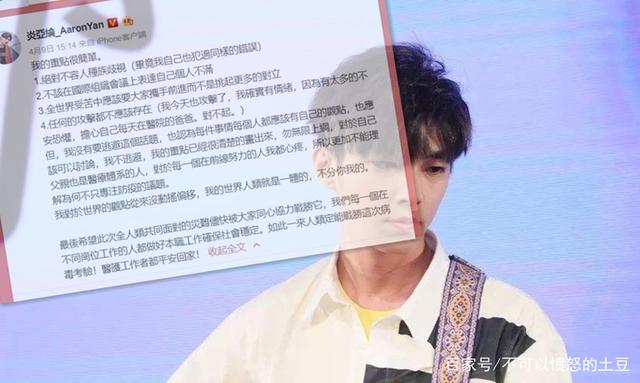 炎亞綸_AaronYan
4月9日 15:14 来自 iPhone客户端
我的重點很簡單。
1.絕對不容人種族歧視（畢竟我自己也犯過同樣的錯誤）
2.不該在國際組織會議上表達自己個人不滿
3.全世界受苦中應該要大家攜手前進而不是挑起更多的對立
4.任何的攻擊都不應該存在（我今天也攻擊了，我確實有情緒，因為有太多的不
安恐懼，擔心自己每天在醫院的爸爸。對不起。）
但，我沒有要逃避這個話題，也認為每件事情每個人都應該有自己的觀點，也應
該可以討論，我不逃避，我的重點已經很清楚的畫出來，勿無限上綱，對於自己
父親也是醫療體系的人，對於每一個在前線努力的人我都心疼，所以更加不能理
解為何不只專注防疫的議題。
我對於世界的觀點從來沒動搖偏移，我的世界人類就是一體的，不分你我的。
最後希望此次全人類共同面對的災難儘快被大家同心協力戰勝它，我們每一個在
不同崗位工作的人都做好本職工作確保社會穩定。如此一來人類定能戰勝這次病
毒考驗！醫護工作者都平安回家！ 收起全文
百家号/不可以愤怒的土豆